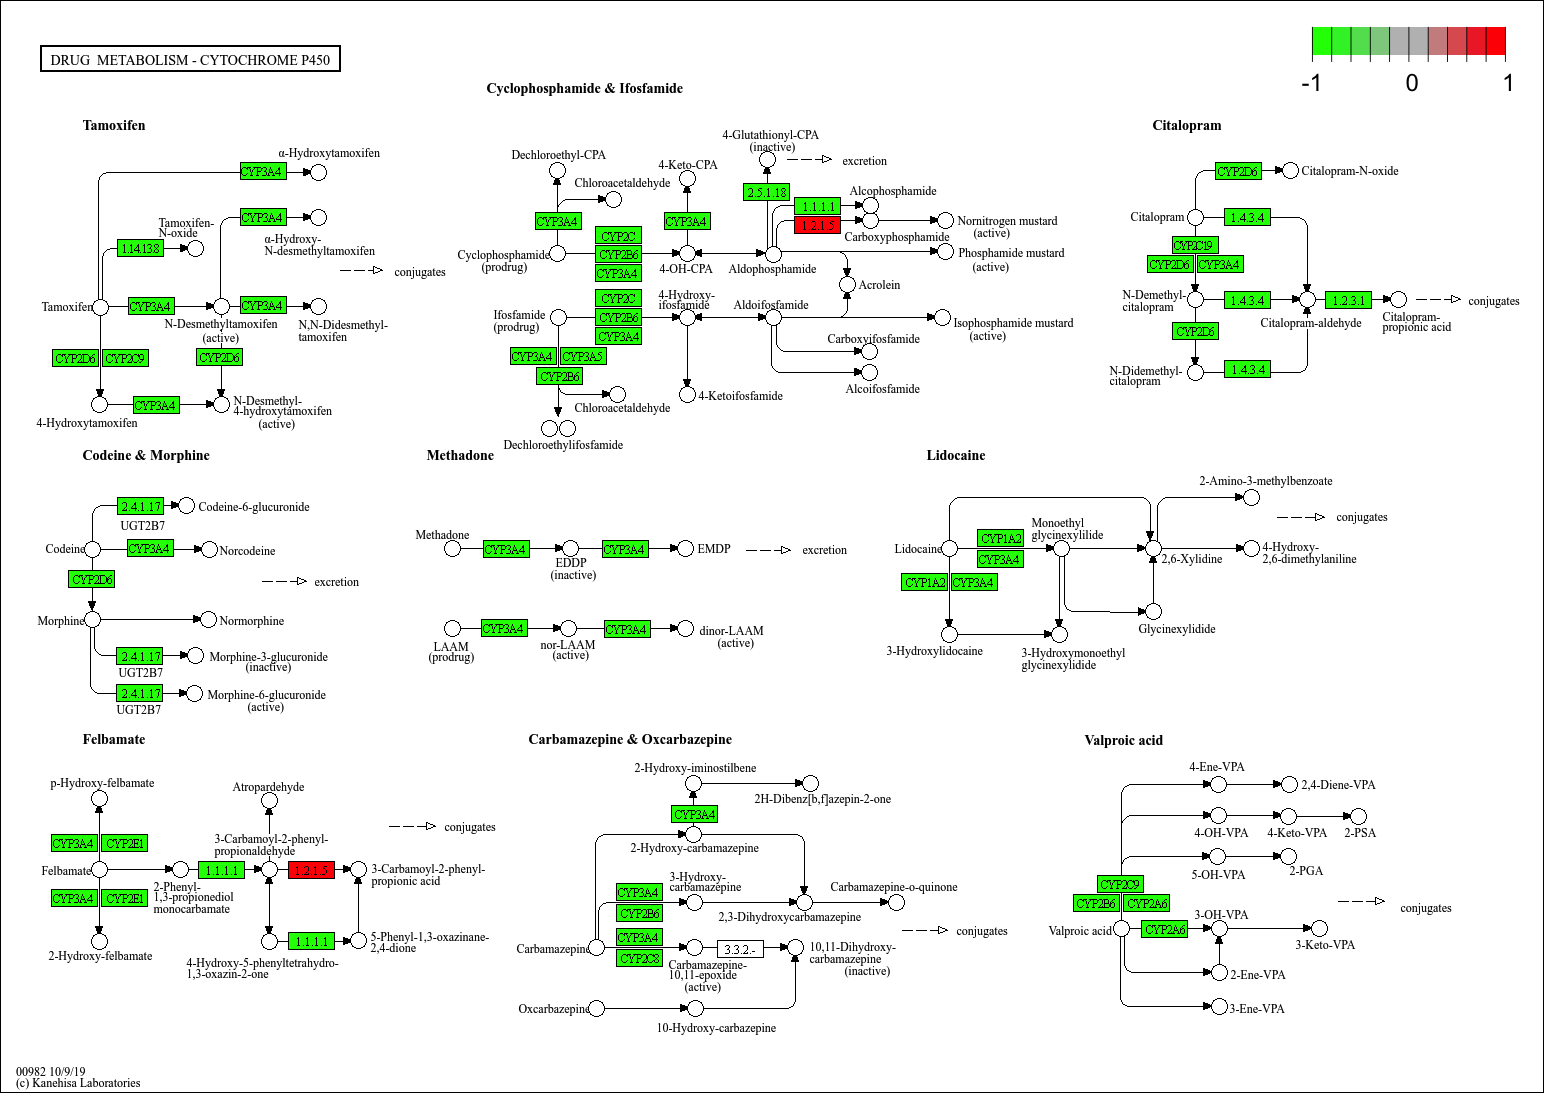 DRUG METABOLISM - CYTOCHROME P450
-1 0 1
Tamoxifen
α-Hydroxytamoxifen
CYP3A4
Tamoxifen-
N-oxide
CYP3A4
1.14.13.8
α-Hydroxy-
N-desmethyltamoxifen
conjugates
Tamoxifen
CYP3A4
CYP3A4
N-Desmethyltamoxifen
(active)
N,N-Didesmethyl-
tamoxifen
CYP2D6 CYP2C9
CYP2D6
CYP3A4
N-Desmethyl-
4-hydroxytamoxifen
(active)
4-Hydroxytamoxifen
Cyclophosphamide & Ifosfamide
Dechloroethyl-CPA
Chloroacetaldehyde
4-Keto-CPA
4-Glutathionyl-CPA
(inactive)
excretion
2.5.1.18
Alcophosphamide
1.1.1.1
CYP3A4
CYP3A4
1.2.1.5
Nornitrogen mustard
(active)
Carboxyphosphamide
CYP2C
CYP2B6
CYP3A4
Cyclophosphamide
(prodrug)
4-OH-CPA
Aldophosphamide
Phosphamide mustard
(active)
Acrolein
CYP2C
CYP2B6
CYP3A4
4-Hydroxy-
ifosfamide
Aldoifosfamide
Ifosfamide
(prodrug)
Isophosphamide mustard
(active)
Carboxyifosfamide
CYP3A4 CYP3A5
CYP2B6
Alcoifosfamide
4-Ketoifosfamide
Chloroacetaldehyde
Dechloroethylifosfamide
Citalopram
CYP2D6
Citalopram-N-oxide
Citalopram
1.4.3.4
CYP2C19
CYP2D6 CYP3A4
N-Demethyl-
citalopram
1.4.3.4
1.2.3.1
conjugates
Citalopram-aldehyde
Citalopram-
propionic acid
CYP2D6
N-Didemethyl-
citalopram
1.4.3.4
Codeine & Morphine
2.4.1.17
Codeine-6-glucuronide
UGT2B7
Codeine
CYP3A4
Norcodeine
CYP2D6
excretion
Morphine
Normorphine
2.4.1.17
Morphine-3-glucuronide
(inactive)
UGT2B7
2.4.1.17
Morphine-6-glucuronide
(active)
UGT2B7
Methadone
Methadone
CYP3A4
CYP3A4
EMDP
excretion
EDDP
(inactive)
CYP3A4
CYP3A4
dinor-LAAM
(active)
LAAM
(prodrug)
nor-LAAM
(active)
Lidocaine
2-Amino-3-methylbenzoate
conjugates
Monoethyl
glycinexylilide
CYP1A2
Lidocaine
CYP3A4
2,6-Xylidine
4-Hydroxy-
2,6-dimethylaniline
CYP1A2 CYP3A4
Glycinexylidide
3-Hydroxylidocaine
3-Hydroxymonoethyl
glycinexylidide
Felbamate
p-Hydroxy-felbamate
Atropardehyde
conjugates
CYP3A4 CYP2E1
3-Carbamoyl-2-phenyl-
propionaldehyde
Felbamate
1.1.1.1
1.2.1.5
3-Carbamoyl-2-phenyl-
propionic acid
2-Phenyl-
1,3-propionediol
monocarbamate
CYP3A4 CYP2E1
1.1.1.1
5-Phenyl-1,3-oxazinane-
2,4-dione
2-Hydroxy-felbamate
4-Hydroxy-5-phenyltetrahydro-
1,3-oxazin-2-one
Carbamazepine & Oxcarbazepine
2-Hydroxy-iminostilbene
2H-Dibenz[b,f]azepin-2-one
CYP3A4
2-Hydroxy-carbamazepine
3-Hydroxy-
carbamazepine
Carbamazepine-o-quinone
CYP3A4
CYP2B6
2,3-Dihydroxycarbamazepine
conjugates
CYP3A4
CYP2C8
Carbamazepine
3.3.2.-
10,11-Dihydroxy-
carbamazepine
(inactive)
Carbamazepine-
10,11-epoxide
(active)
Oxcarbazepine
10-Hydroxy-carbazepine
Valproic acid
4-Ene-VPA
2,4-Diene-VPA
4-OH-VPA
4-Keto-VPA
2-PSA
5-OH-VPA
2-PGA
CYP2C9
CYP2B6 CYP2A6
conjugates
3-OH-VPA
Valproic acid
CYP2A6
3-Keto-VPA
2-Ene-VPA
3-Ene-VPA
00982 10/9/19
(c) Kanehisa Laboratories